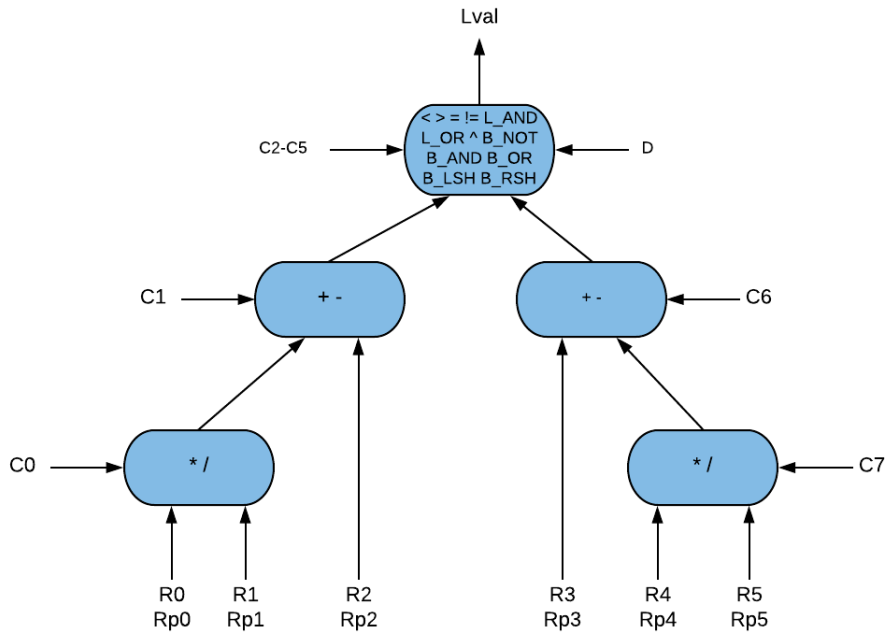 Lval
< > = != L_AND
L_OR ^ B_NOT
B_AND B_OR
B_LSH B_RSH
C2-C5
D
C1
+ -
+ -
C6
C0
* /
* /
C7
R0
Rp0
R1
Rp1
R2
Rp2
R3
Rp3
R4
Rp4
R5
Rp5